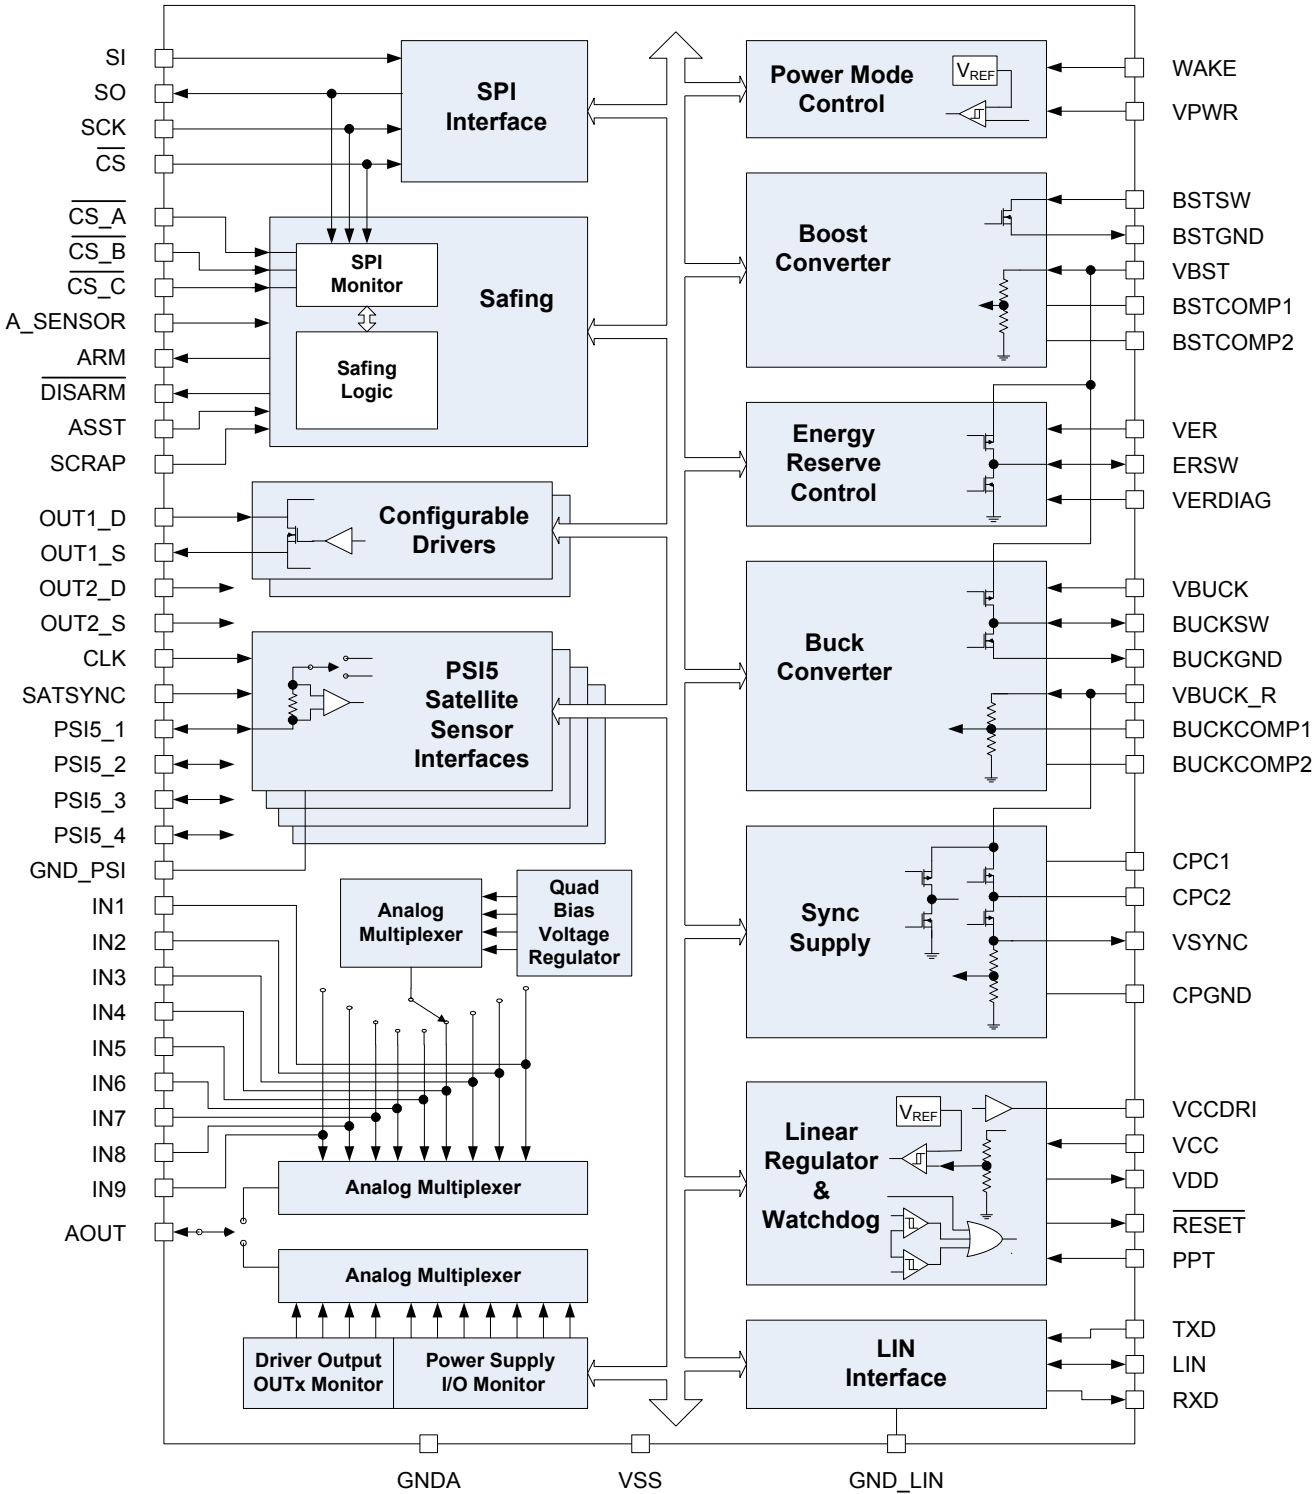 SI
SO
SCK
CS
CS_A
CS_B
CS_C
A_SENSOR
ARM
DISARM
ASST
SCRAP
OUT1_D
OUT1_S
OUT2_D
OUT2_S
CLK
SATSYNC
PSI5_1
PSI5_2
PSI5_3
PSI5_4
GND_PSI
IN1
IN2
IN3
IN4
IN5
IN6
IN7
IN8
IN9
AOUT
SPI
Interface
SPI
Monitor
Safing
Safing
Logic
Configurable
Drivers
PSI5
Satellite
Sensor
Interfaces
Analog
Multiplexer
Quad
Bias
Voltage
Regulator
Analog Multiplexer
Analog Multiplexer
Driver Output
OUTx Monitor
Power Supply
I/O Monitor
Power Mode
Control
VREF
Boost
Converter
Energy
Reserve
Control
Buck
Converter
Sync
Supply
Linear
Regulator
&
Watchdog
VREF
LIN
Interface
WAKE
VPWR
BSTSW
BSTGND
VBST
BSTCOMP1
BSTCOMP2
VER
ERSW
VERDIAG
VBUCK
BUCKSW
BUCKGND
VBUCK_R
BUCKCOMP1
BUCKCOMP2
CPC1
CPC2
VSYNC
CPGND
VCCDRI
VCC
VDD
RESET
PPT
TXD
LIN
RXD
GNDA
VSS
GND_LIN